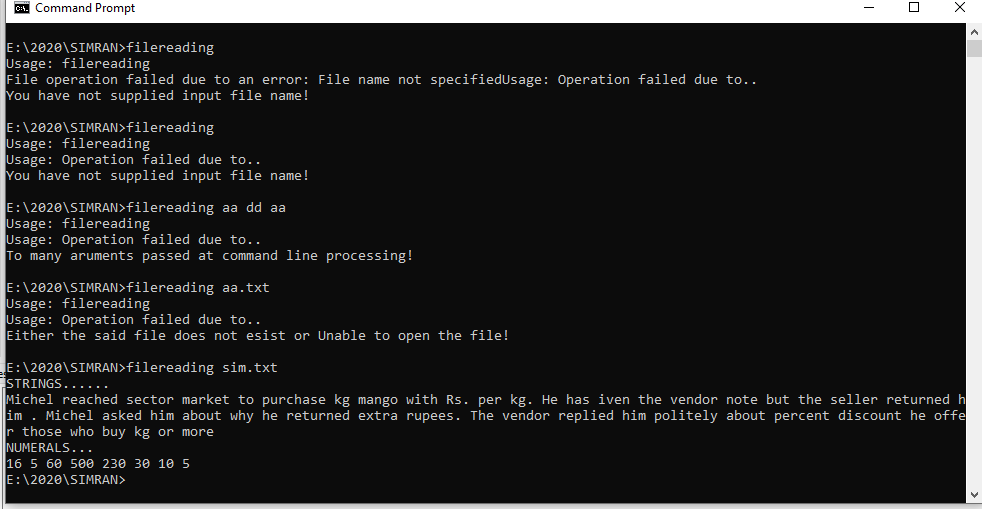 Command Prompt
E:\2020\SIMRAN>filereading
Usage: filereading
File operation failed due to an error: File name not specifiedUsage: Operation failed due to..
You have not supplied input file name!
E:\2020\SIMRAN>filereading
Usage: filereading
Usage: Operation failed due to..
You have not supplied input file name!
E:\2020\SIMRAN>filereading aa dd aa
Usage: filereading
Usage: Operation failed due to..
To many aruments passed at command line processing!
E:\2020\SIMRAN>filereading aa.txt
Usage: filereading
Usage: Operation failed due to..
Either the said file does not esist or Unable to open the file!
E:\2020\SIMRAN>filereading sim.txt
STRINGS......
Michel reached sector market to purchase kg mango with Rs. per kg. He has iven the vendor note but the seller returned h
im . Michel asked him about why he returned extra rupees. The vendor replied him politely about percent discount he offe
r those who buy kg or more
NUMERALS...
16 5 60 500 230 30 10 5
E:\2020\SIMRAN>